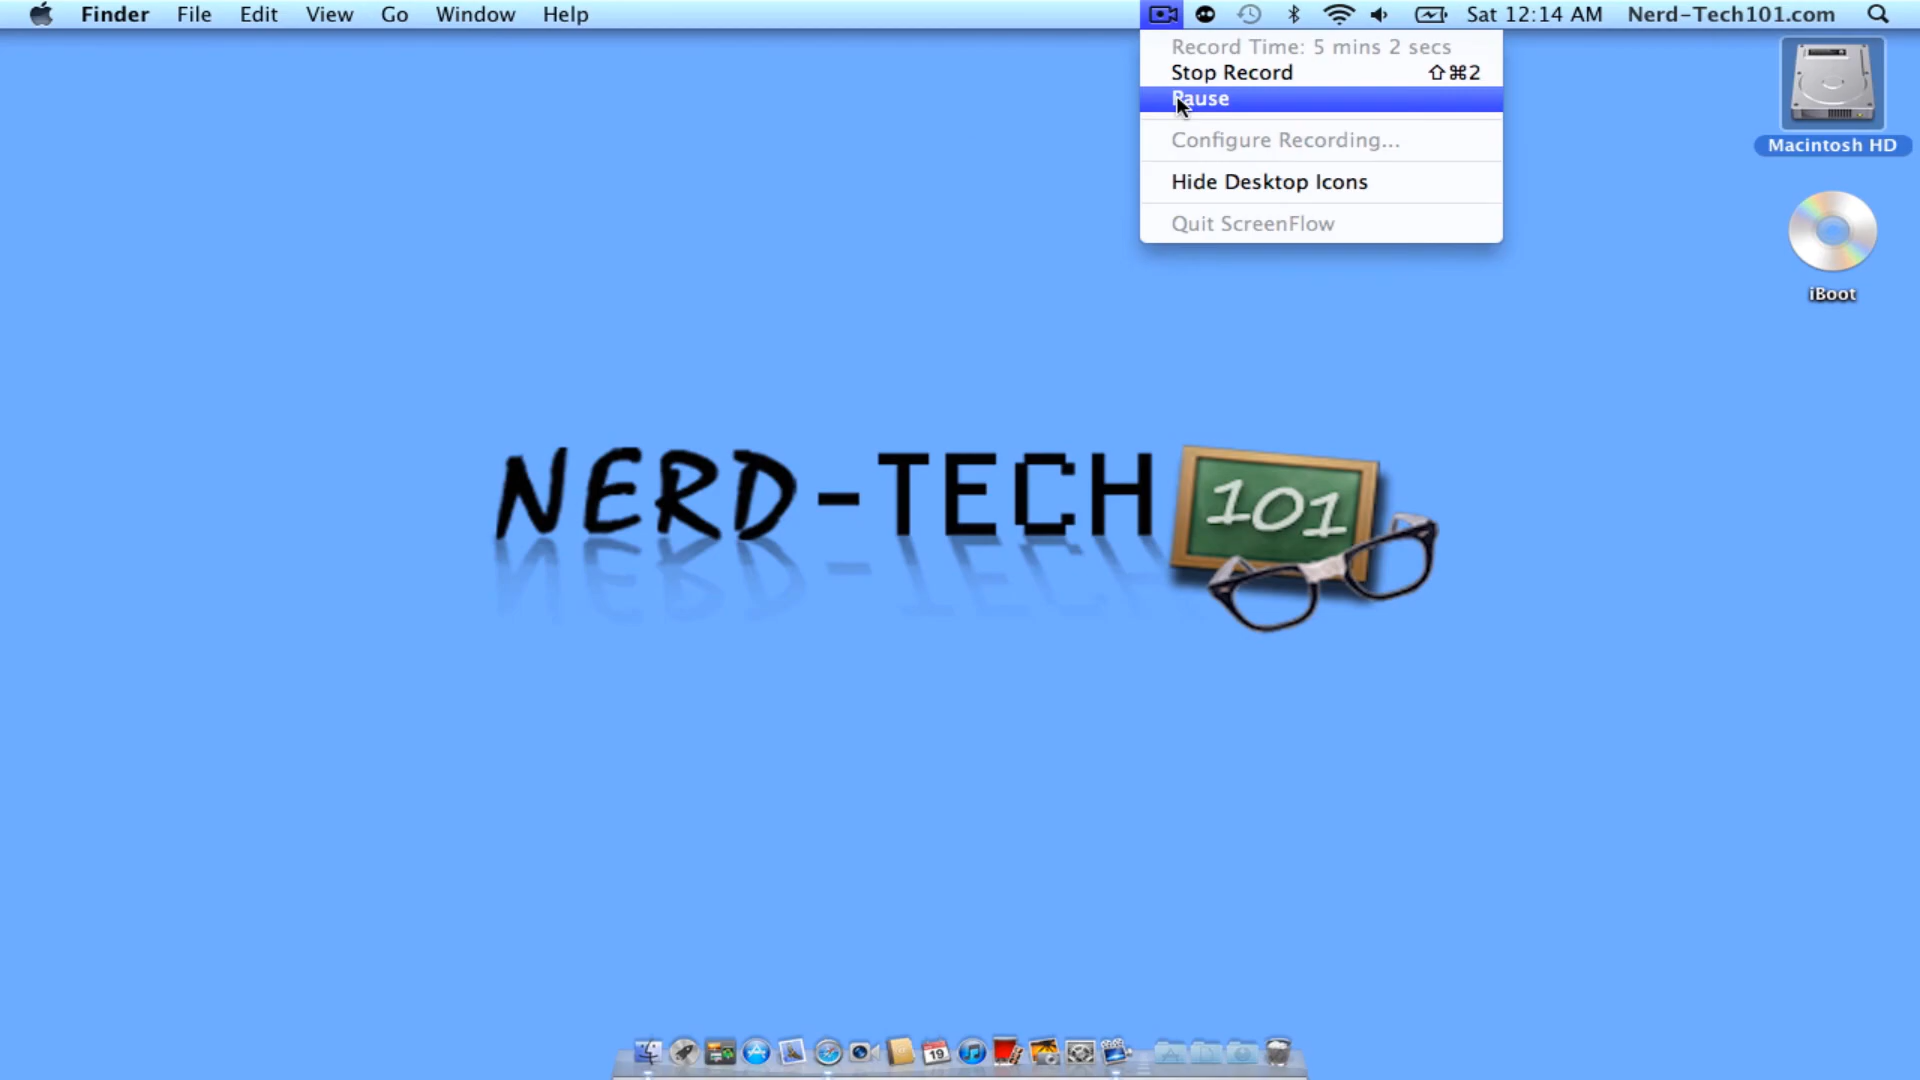 Finder File Edit View Go Window Help Sat 12:14 AM Nerd-Tech101.com
Record Time: 5 mins 2 secs
Stop Record ⇧⌘2
Pause
Configure Recording...
Hide Desktop Icons
Quit ScreenFlow
Macintosh HD
iBoot
NERD-TECH 101
19